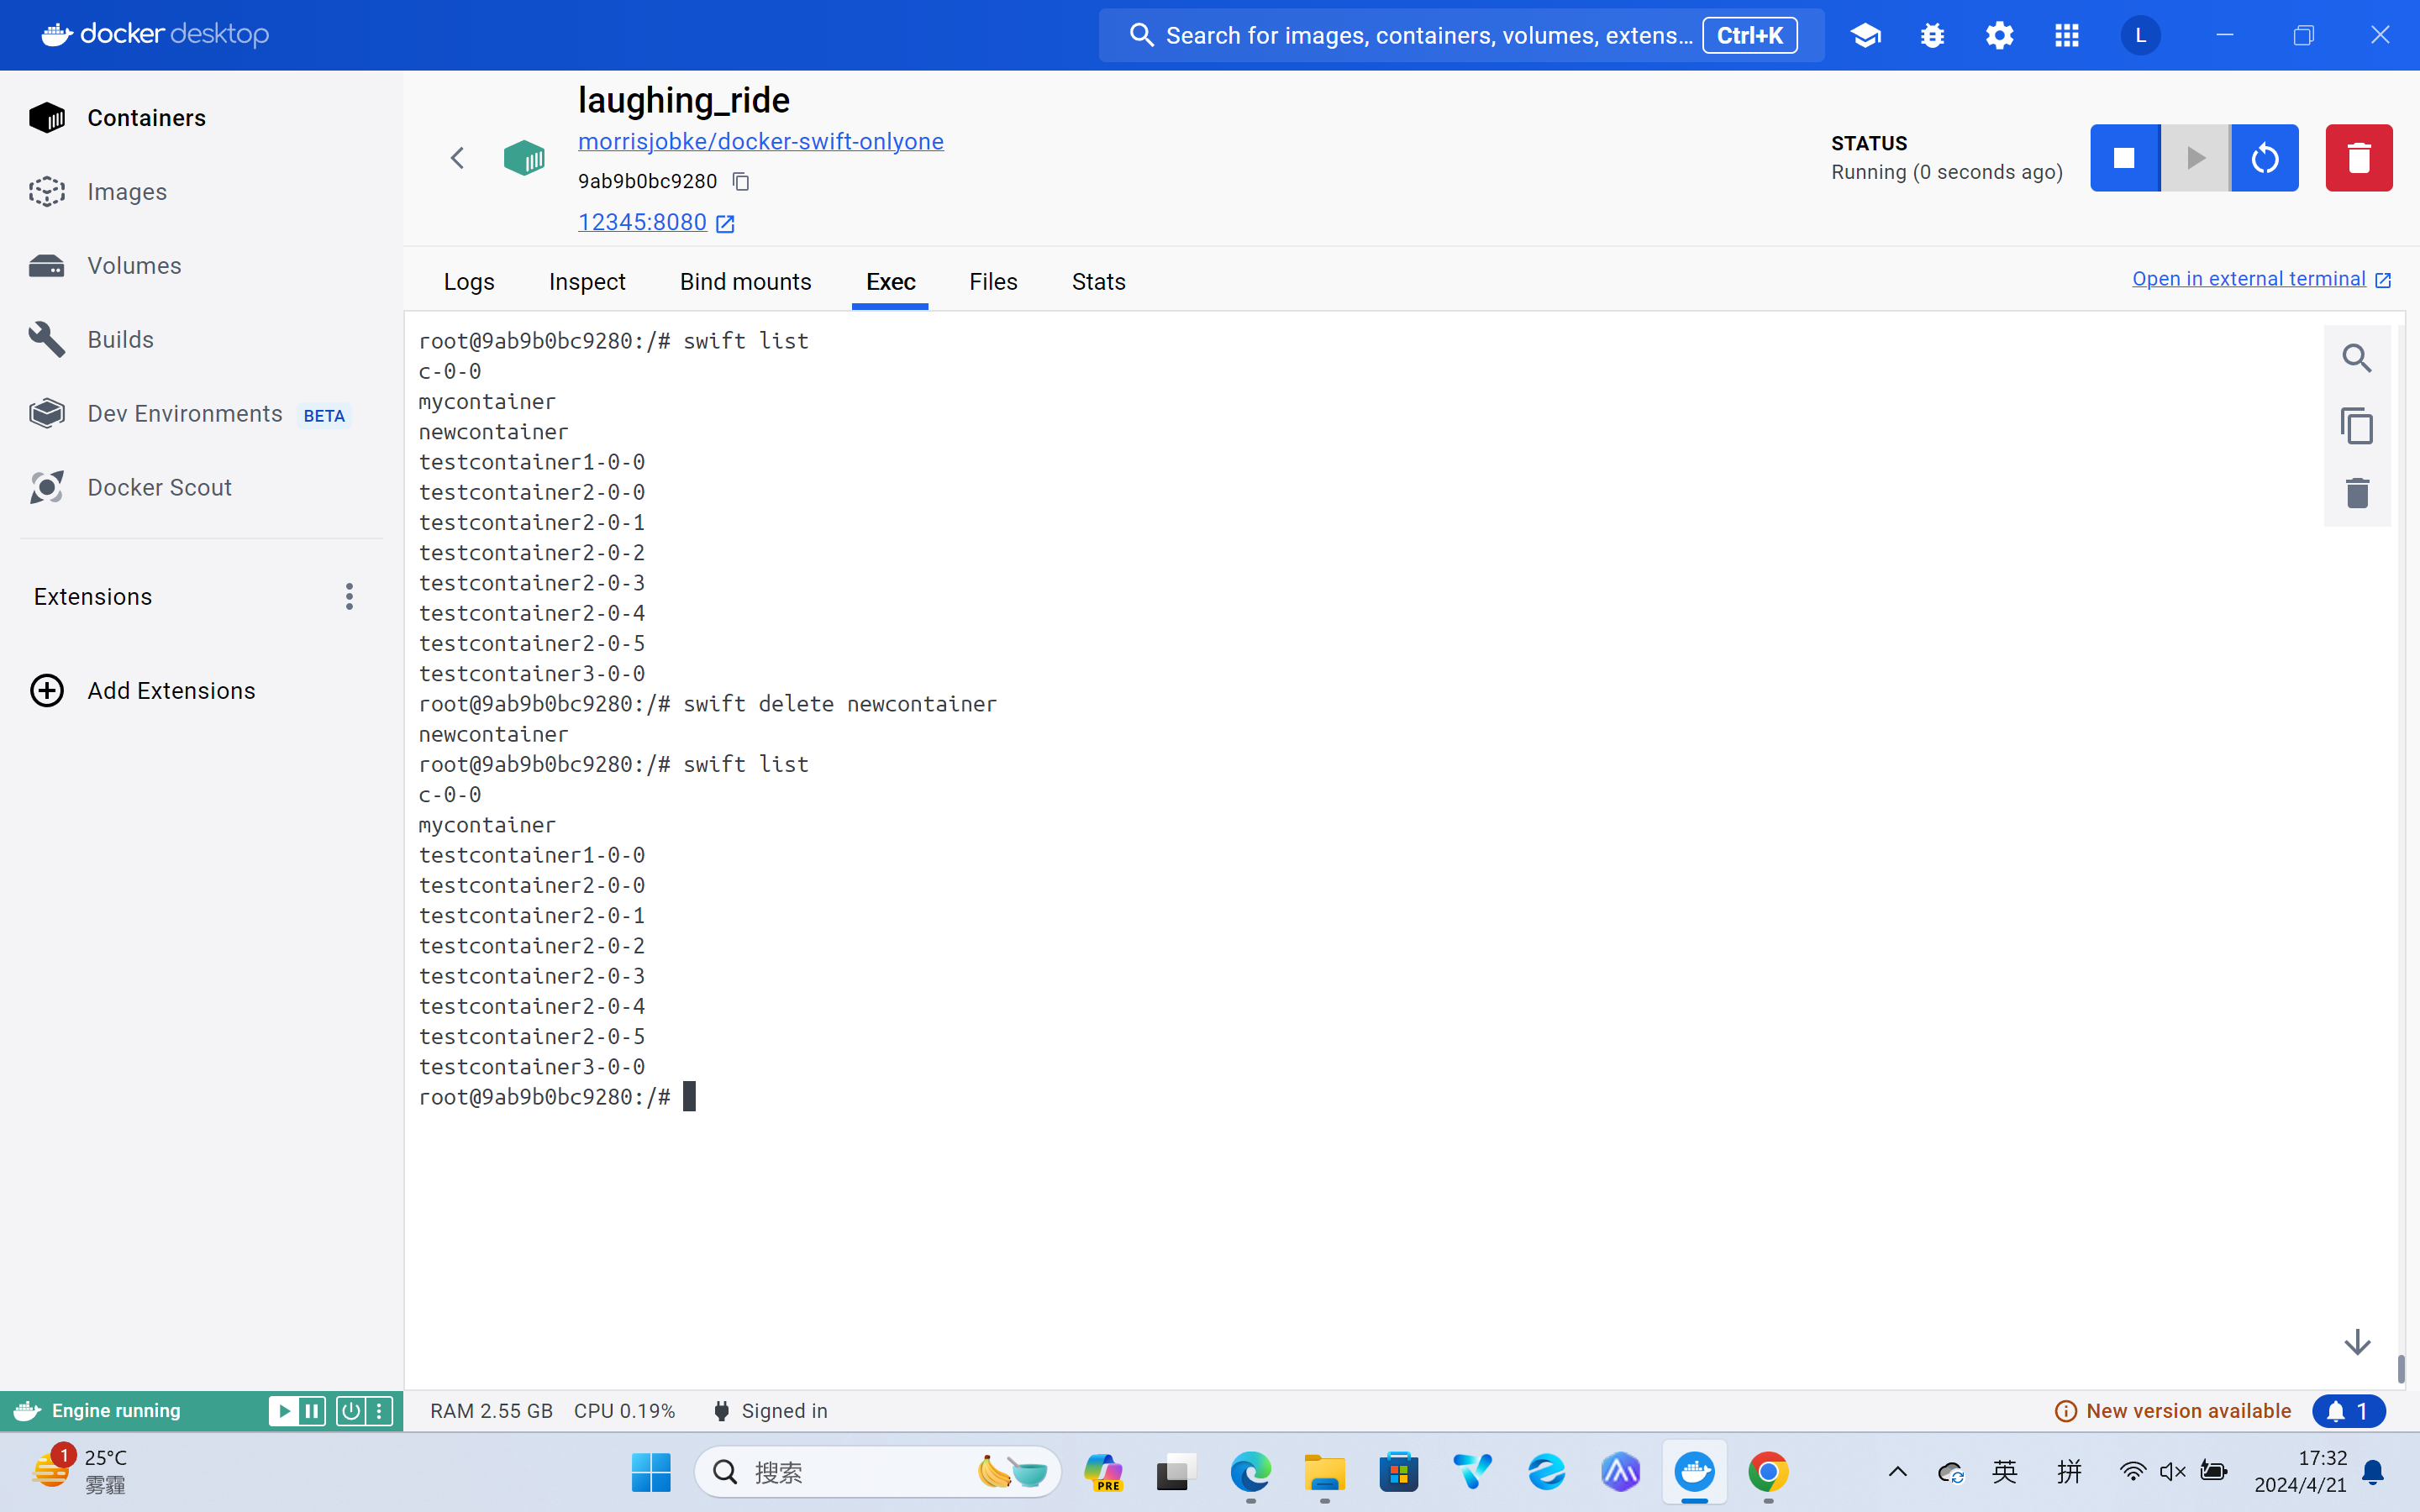 docker desktop
Search for images, containers, volumes, extens... Ctrl+K
L
Containers
Images
Volumes
Builds
Dev Environments BETA
Docker Scout
Extensions
Add Extensions
laughing_ride
morrisjobke/docker-swift-onlyone
9ab9b0bc9280
12345:8080
STATUS
Running (0 seconds ago)
Logs Inspect Bind mounts Exec Files Stats
Open in external terminal
root@9ab9b0bc9280:/# swift list
c-0-0
mycontainer
newcontainer
testcontainer1-0-0
testcontainer2-0-0
testcontainer2-0-1
testcontainer2-0-2
testcontainer2-0-3
testcontainer2-0-4
testcontainer2-0-5
testcontainer3-0-0
root@9ab9b0bc9280:/# swift delete newcontainer
newcontainer
root@9ab9b0bc9280:/# swift list
c-0-0
mycontainer
testcontainer1-0-0
testcontainer2-0-0
testcontainer2-0-1
testcontainer2-0-2
testcontainer2-0-3
testcontainer2-0-4
testcontainer2-0-5
testcontainer3-0-0
root@9ab9b0bc9280:/#
Engine running
RAM 2.55 GB CPU 0.19% Signed in
New version available 1
1
25°C
雾霾
搜索
PRE
英 拼
17:32
2024/4/21